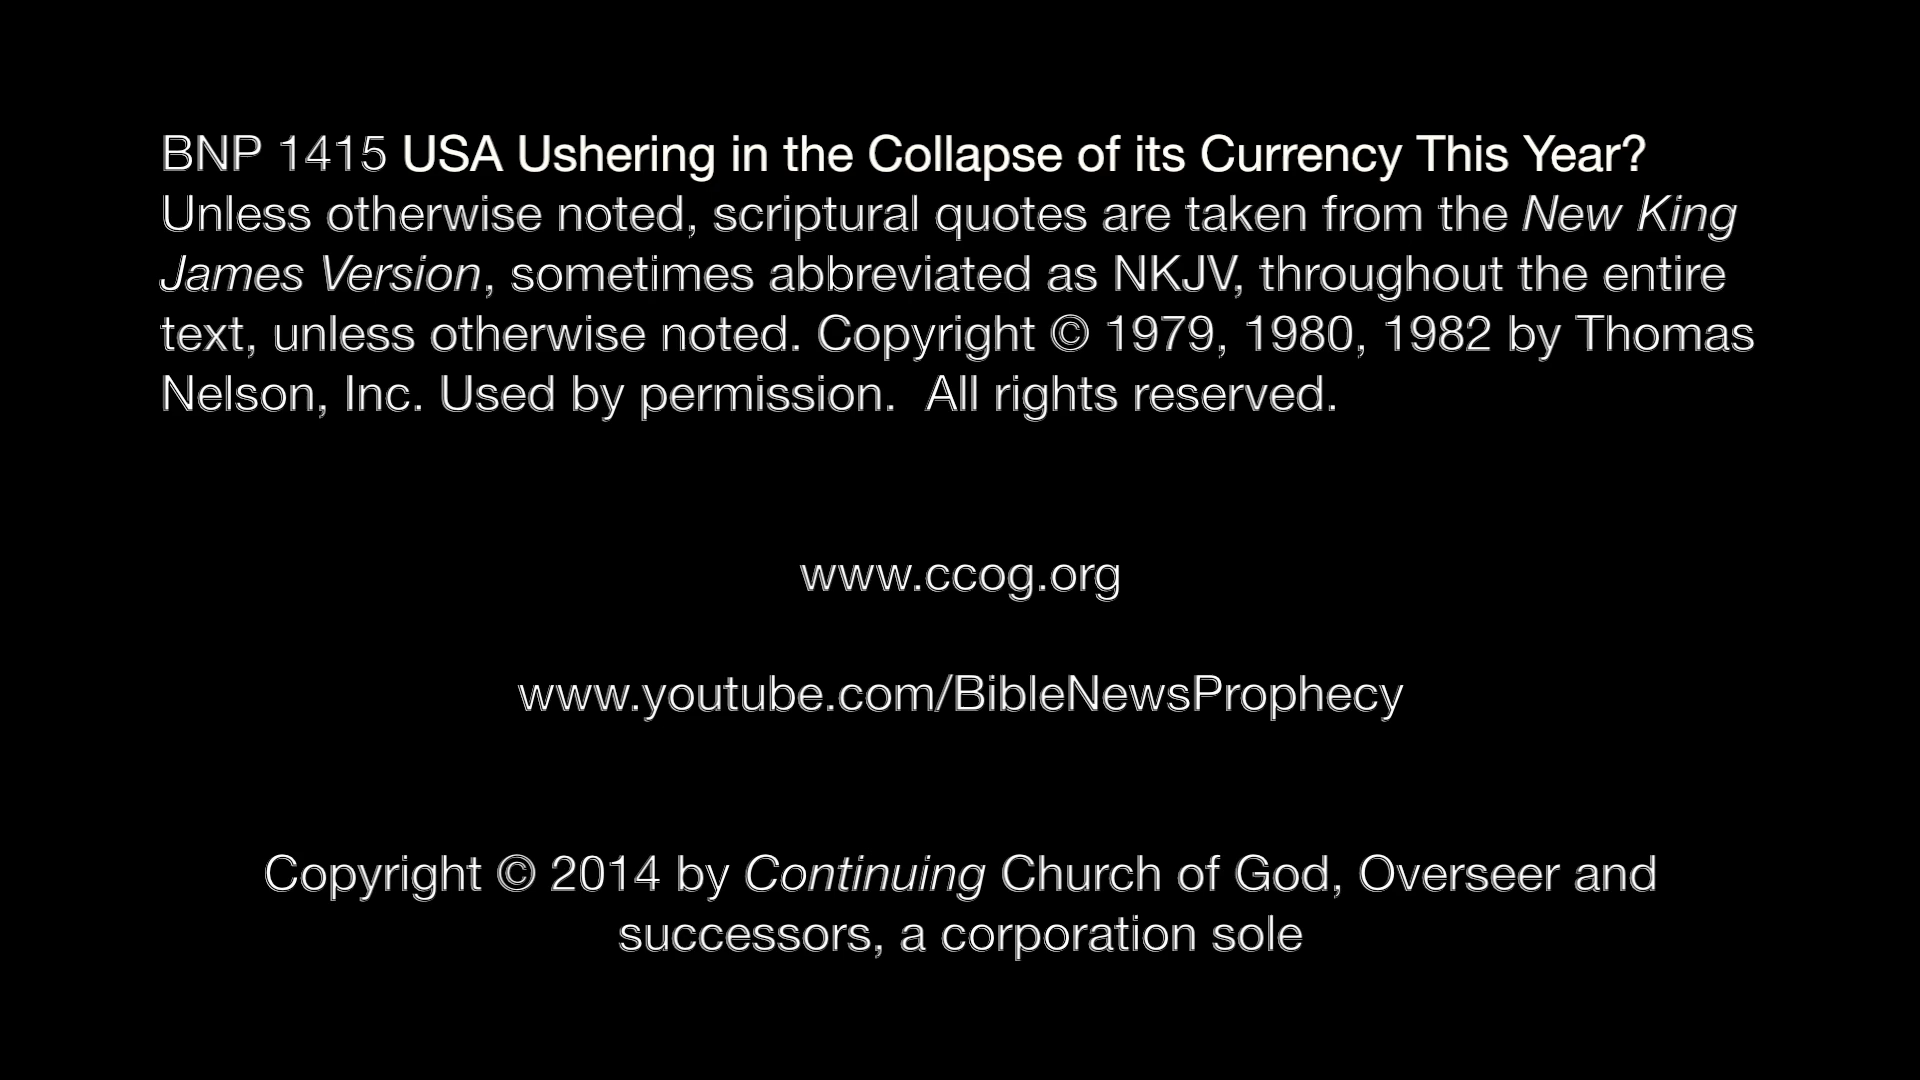 BNP 1415 USA Ushering in the Collapse of its Currency This Year?
Unless otherwise noted, scriptural quotes are taken from the New King
James Version, sometimes abbreviated as NKJV, throughout the entire
text, unless otherwise noted. Copyright © 1979, 1980, 1982 by Thomas
Nelson, Inc. Used by permission.  All rights reserved.
www.ccog.org
www.youtube.com/BibleNewsProphecy
Copyright © 2014 by Continuing Church of God, Overseer and
successors, a corporation sole